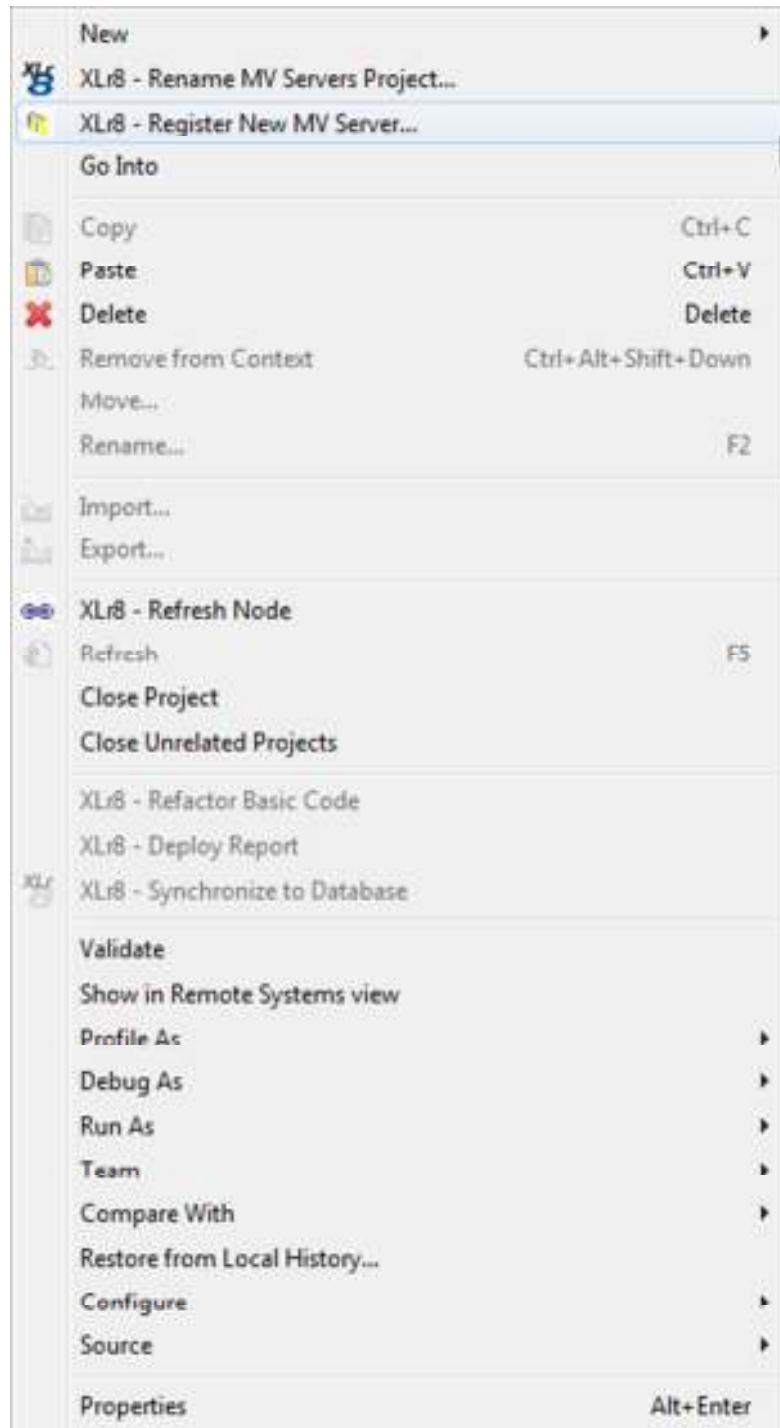 New
XLr8 - Rename MV Servers Project...
XLr8 - Register New MV Server...
Go Into
Copy Ctrl+C
Paste Ctrl+V
Delete Delete
Remove from Context Ctrl+Alt+Shift+Down
Move...
Rename... F2
Import...
Export...
XLr8 - Refresh Node
Refresh F5
Close Project
Close Unrelated Projects
XLr8 - Refactor Basic Code
XLr8 - Deploy Report
XLr8 - Synchronize to Database
Validate
Show in Remote Systems view
Profile As
Debug As
Run As
Team
Compare With
Restore from Local History...
Configure
Source
Properties Alt+Enter